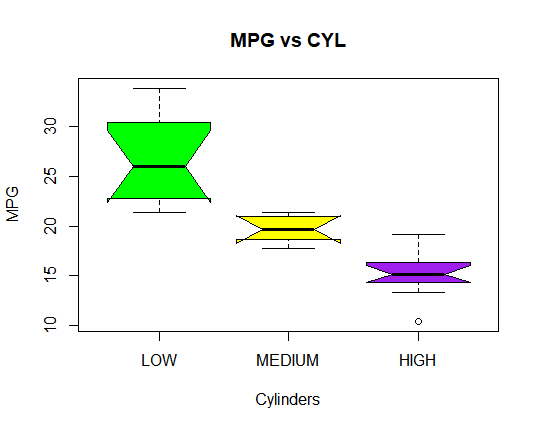 MPG vs CYL
MPG
30
25
20
15
10
LOW MEDIUM HIGH
Cylinders